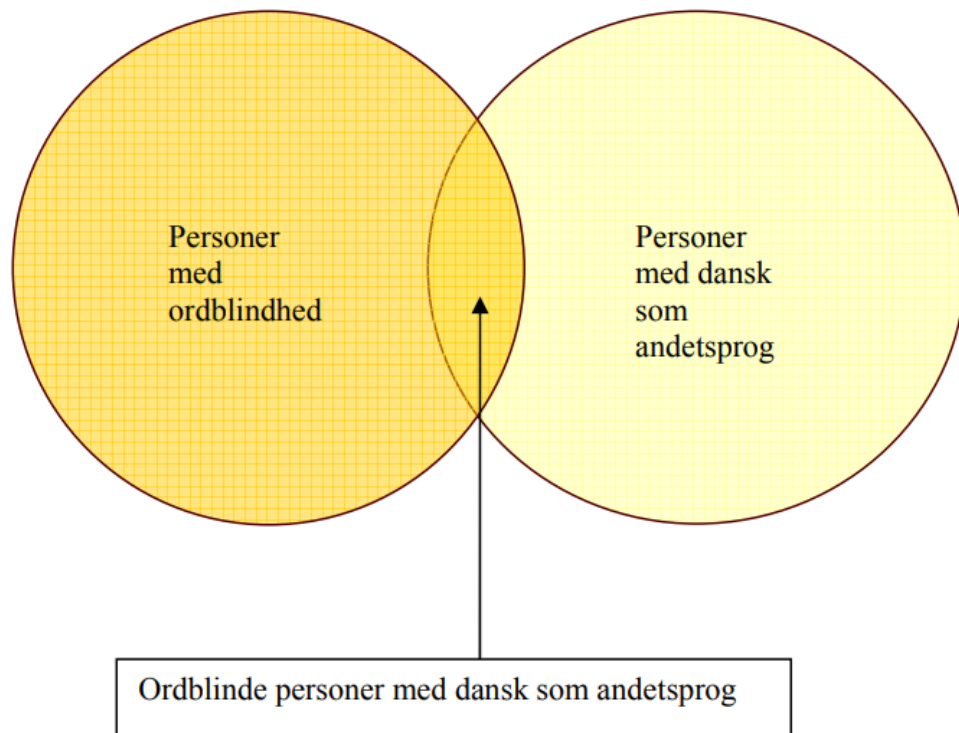 Personer
med
ordblindhed
Personer
med dansk
som
andetsprog
Ordblinde personer med dansk som andetsprog